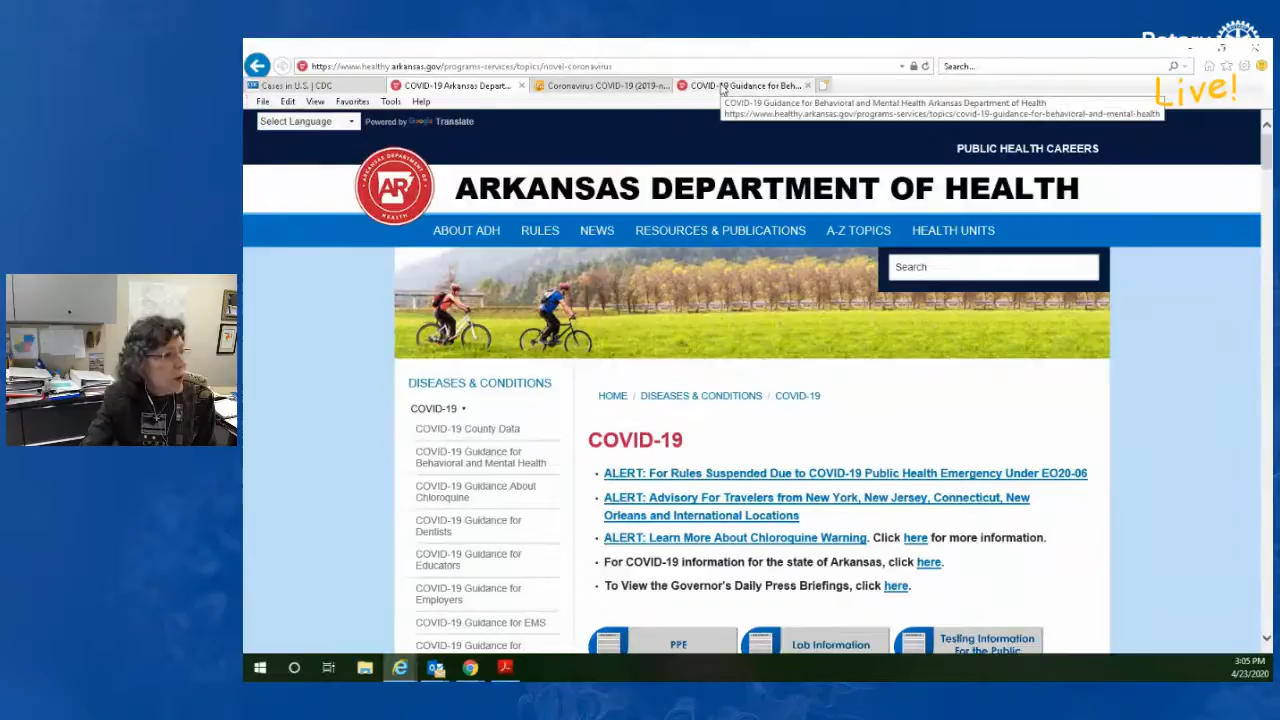 Rotary
Live!
https://www.healthy.arkansas.gov/programs-services/topics/novel-coronavirus
Search...
Cases in U.S. | CDC
COVID-19 Arkansas Depart...
Coronavirus COVID-19 (2019-n...
COVID-19 Guidance for Beh...
File Edit View Favorites Tools Help
COVID-19 Guidance for Behavioral and Mental Health Arkansas Department of Health
https://www.healthy.arkansas.gov/programs-services/topics/covid-19-guidance-for-behavioral-and-mental-health
Select Language
Powered by Google Translate
PUBLIC HEALTH CAREERS
ARKANSAS DEPARTMENT OF HEALTH
AR
HEALTH
ARKANSAS DEPARTMENT OF HEALTH
ABOUT ADH RULES NEWS RESOURCES & PUBLICATIONS A-Z TOPICS HEALTH UNITS
Search
DISEASES & CONDITIONS
COVID-19
COVID-19 County Data
COVID-19 Guidance for
Behavioral and Mental Health
COVID-19 Guidance About
Chloroquine
COVID-19 Guidance for
Dentists
COVID-19 Guidance for
Educators
COVID-19 Guidance for
Employers
COVID-19 Guidance for EMS
COVID-19 Guidance for
HOME / DISEASES & CONDITIONS / COVID-19
COVID-19
ALERT: For Rules Suspended Due to COVID-19 Public Health Emergency Under EO20-06
ALERT: Advisory For Travelers from New York, New Jersey, Connecticut, New
Orleans and International Locations
ALERT: Learn More About Chloroquine Warning. Click here for more information.
For COVID-19 information for the state of Arkansas, click here.
To View the Governor's Daily Press Briefings, click here.
PPE
Lab Information
Testing Information
For the Public
3:05 PM
4/23/2020